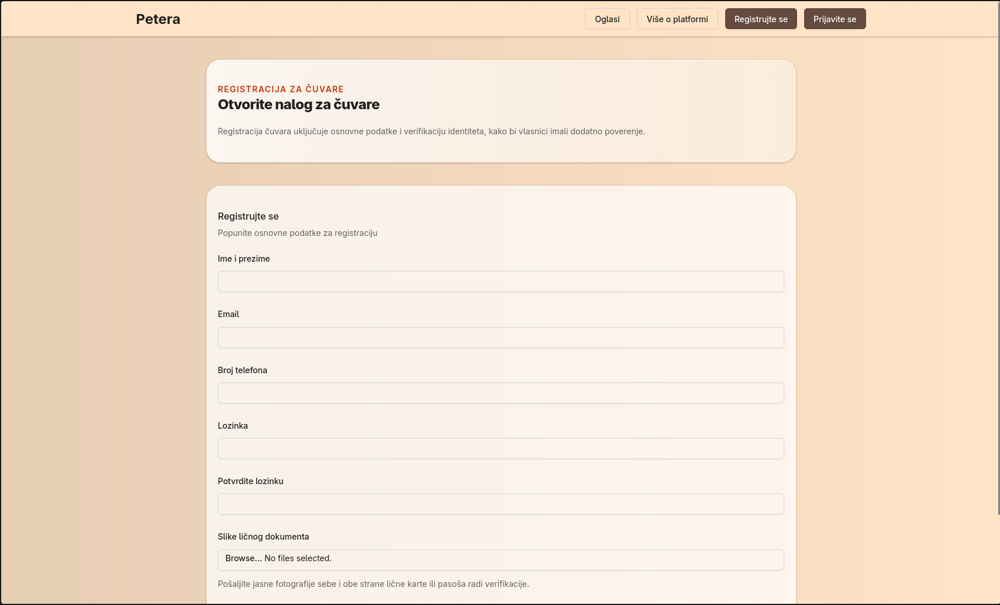 Petera
Oglasi
Više o platformi
Registrujte se
Prijavite se
REGISTRACIJA ZA ČUVARE
Otvorite nalog za čuvare
Registracija čuvara uključuje osnovne podatke i verifikaciju identiteta, kako bi vlasnici imali dodatno poverenje.
Registrujte se
Popunite osnovne podatke za registraciju
Ime i prezime
Email
Broj telefona
Lozinka
Potvrdite lozinku
Slike ličnog dokumenta
Browse... No files selected.
Pošaljite jasne fotografije sebe i obe strane lične karte ili pasoša radi verifikacije.